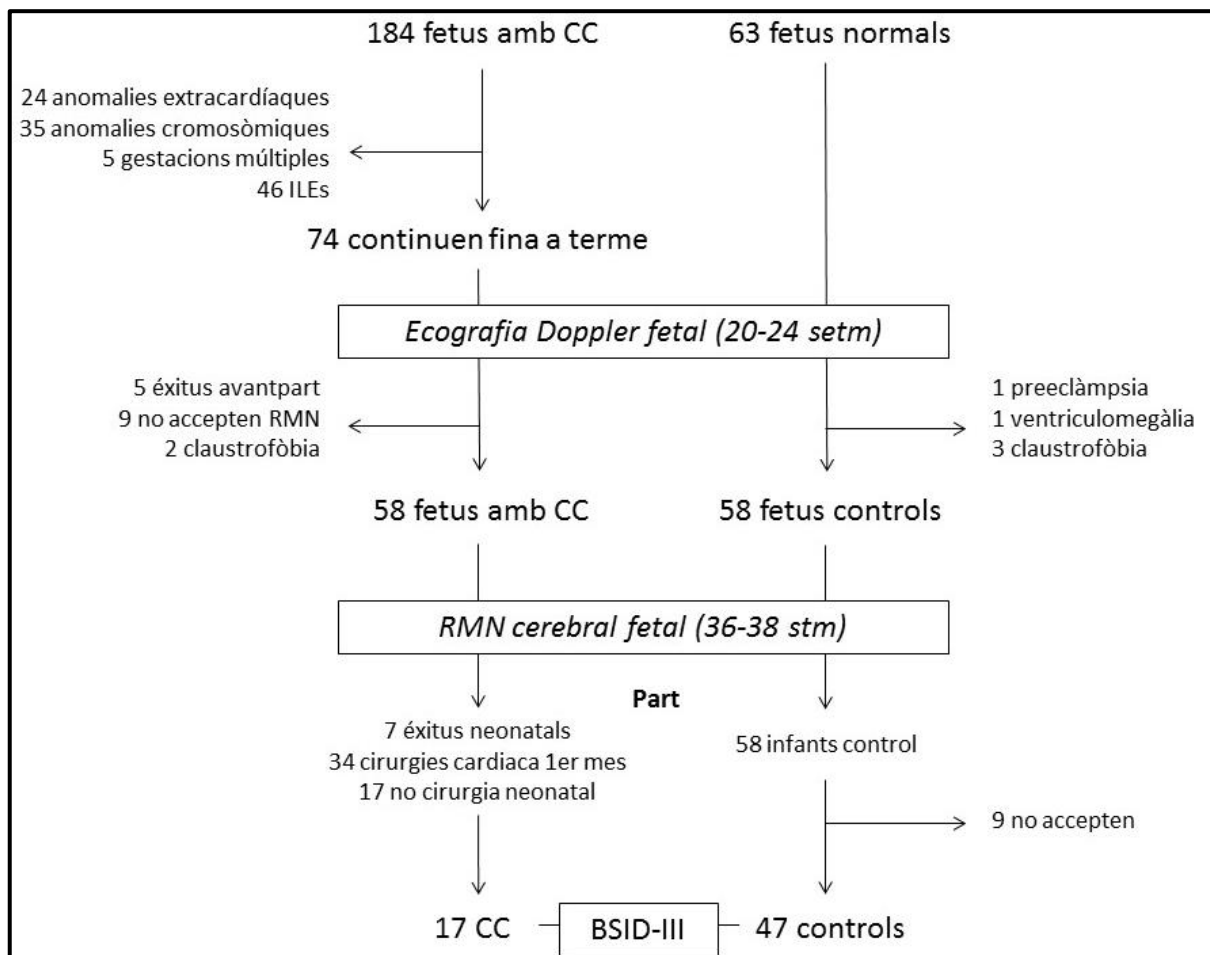 184 fetus amb CC
63 fetus normals
24 anomalies extracardíaques
35 anomalies cromosòmiques
5 gestacions múltiples
46 ILEs
74 continuen fina a terme
Ecografia Doppler fetal (20-24 setm)
5 éxitus avantpart
9 no accepten RMN
2 claustrofòbia
1 preeclàmpsia
1 ventriculomegàlia
3 claustrofòbia
58 fetus amb CC
58 fetus controls
RMN cerebral fetal (36-38 stm)
Part
7 éxitus neonatals
34 cirurgies cardiaca 1er mes
17 no cirurgia neonatal
58 infants control
9 no accepten
17 CC
BSID-III
47 controls